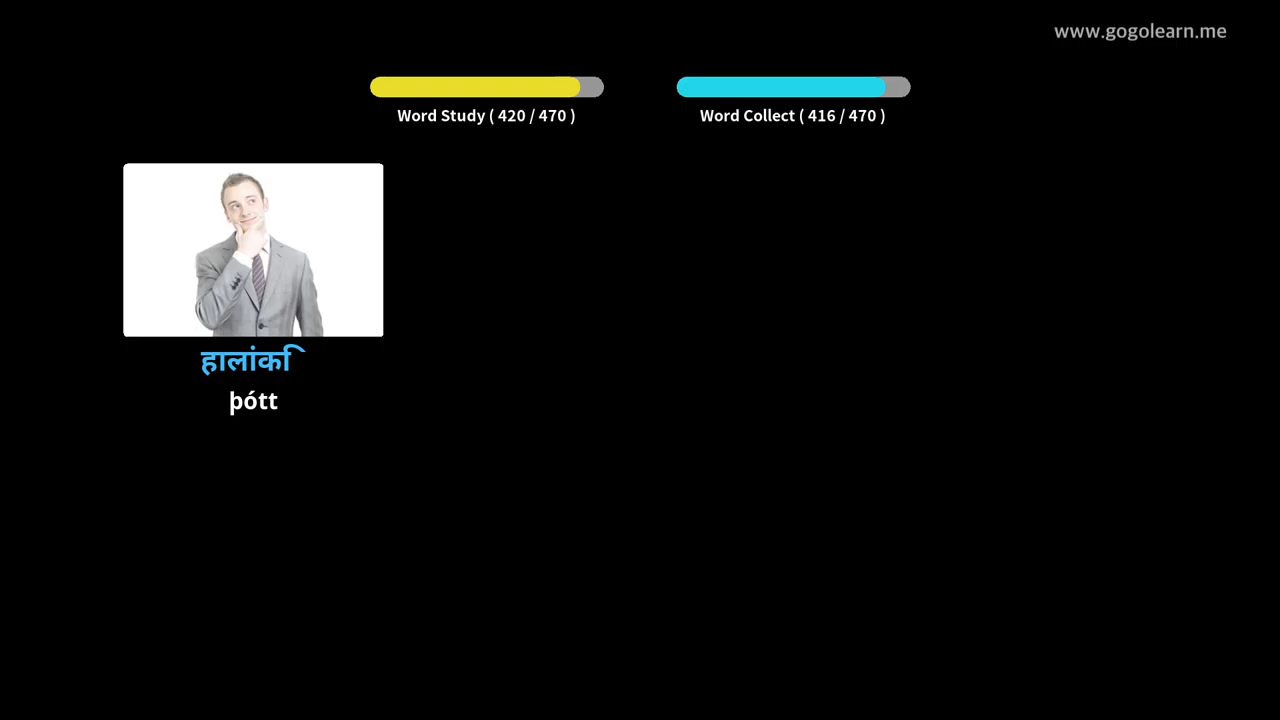 www.gogolearn.me
Word Study ( 420 / 470 )
Word Collect ( 416 / 470 )
हालांकि
þótt